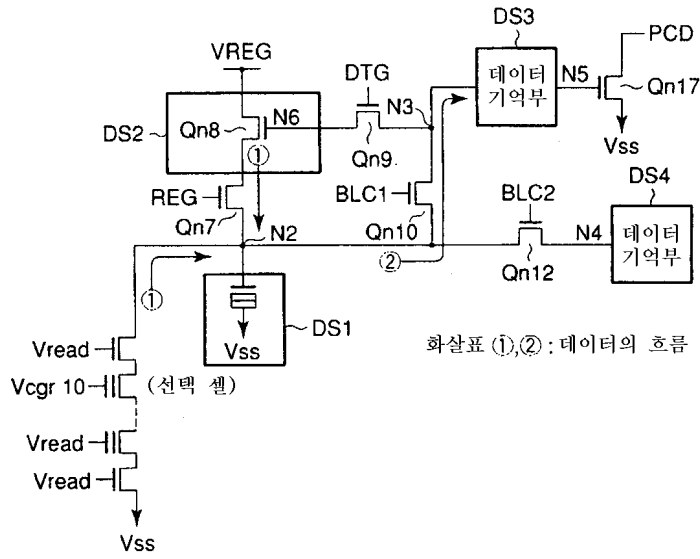 DS3
PCD
VREG
DTG
데이터
기억부
N5
N3
Qn17
DS2
Qn8
N6
①
Qn9
Vss
DS4
REG
BLC1
BLC2
Qn7
Qn10
N2
N4
데이터
기억부
②
Qn12
①
DS1
Vss
화살표 ①,② : 데이터의 흐름
Vread
Vcgr 10
(선택 셀)
Vread
Vread
Vss